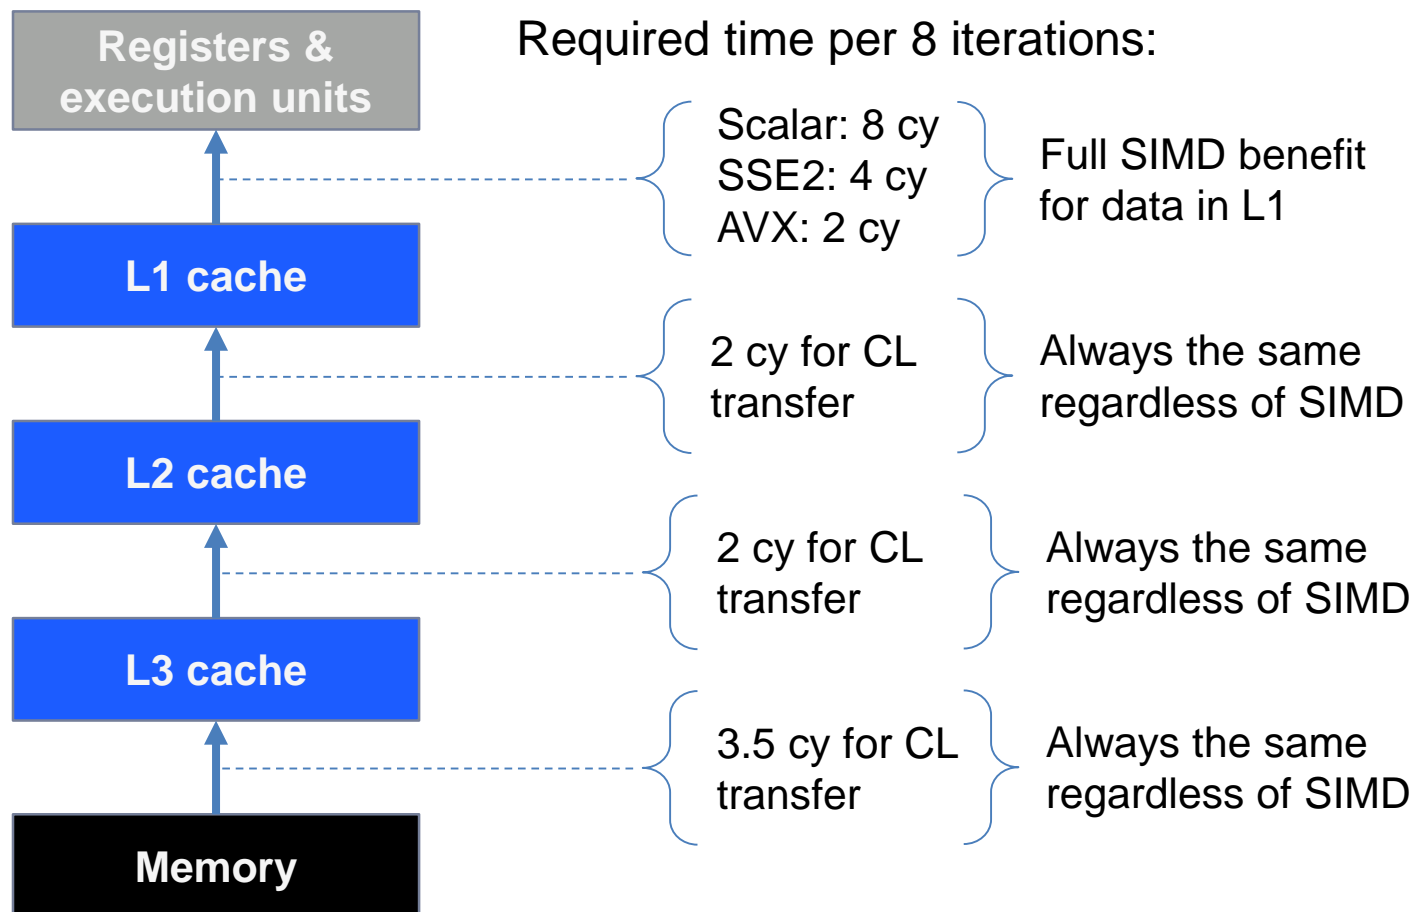 Registers &
execution units
Required time per 8 iterations:
Scalar: 8 cy
SSE2: 4 cy
AVX: 2 cy
Full SIMD benefit
for data in L1
L1 cache
2 cy for CL
transfer
Always the same
regardless of SIMD
L2 cache
2 cy for CL
transfer
Always the same
regardless of SIMD
L3 cache
3.5 cy for CL
transfer
Always the same
regardless of SIMD
Memory